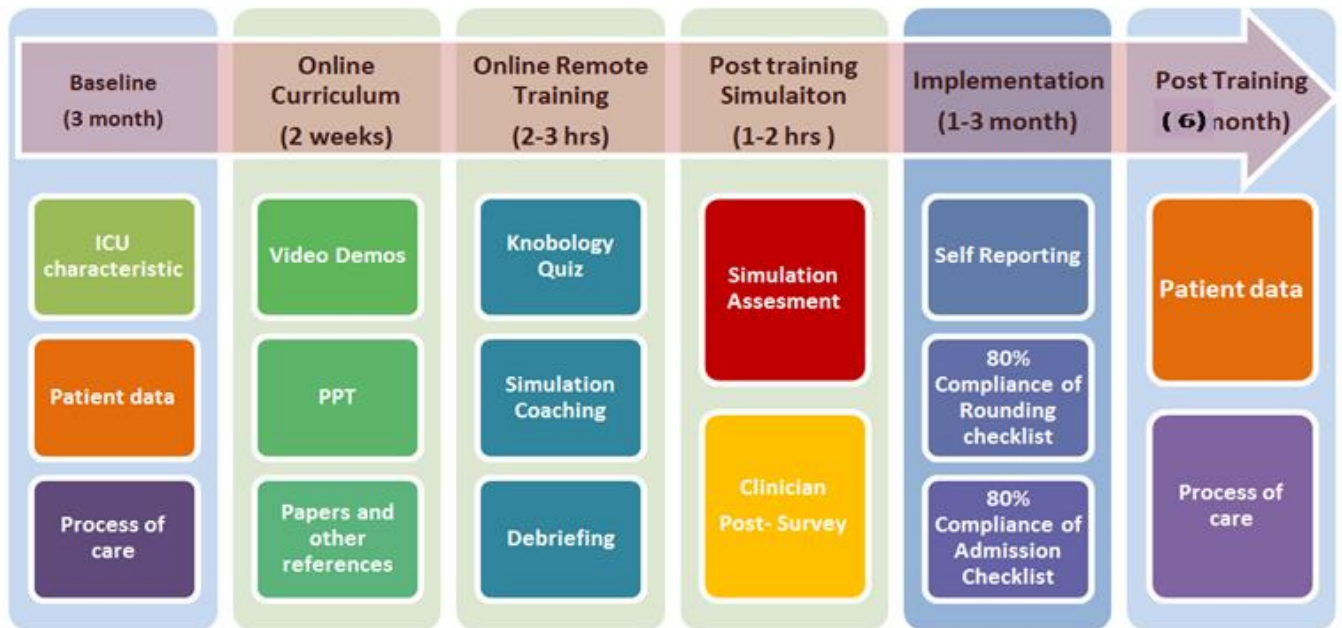 Baseline
(3 month)
Online
Curriculum
(2 weeks)
Online Remote
Training
(2-3 hrs)
Post training
Simulaiton
(1-2 hrs )
Implementation
(1-3 month)
Post Training
( 6) month)
ICU
characteristic
Patient data
Process of
care
Video Demos
PPT
Papers and
other
references
Knobology
Quiz
Simulation
Coaching
Debriefing
Simulation
Assesment
Clinician
Post- Survey
Self Reporting
80%
Compliance of
Rounding
checklist
80%
Compliance of
Admission
Checklist
Patient data
Process of
care